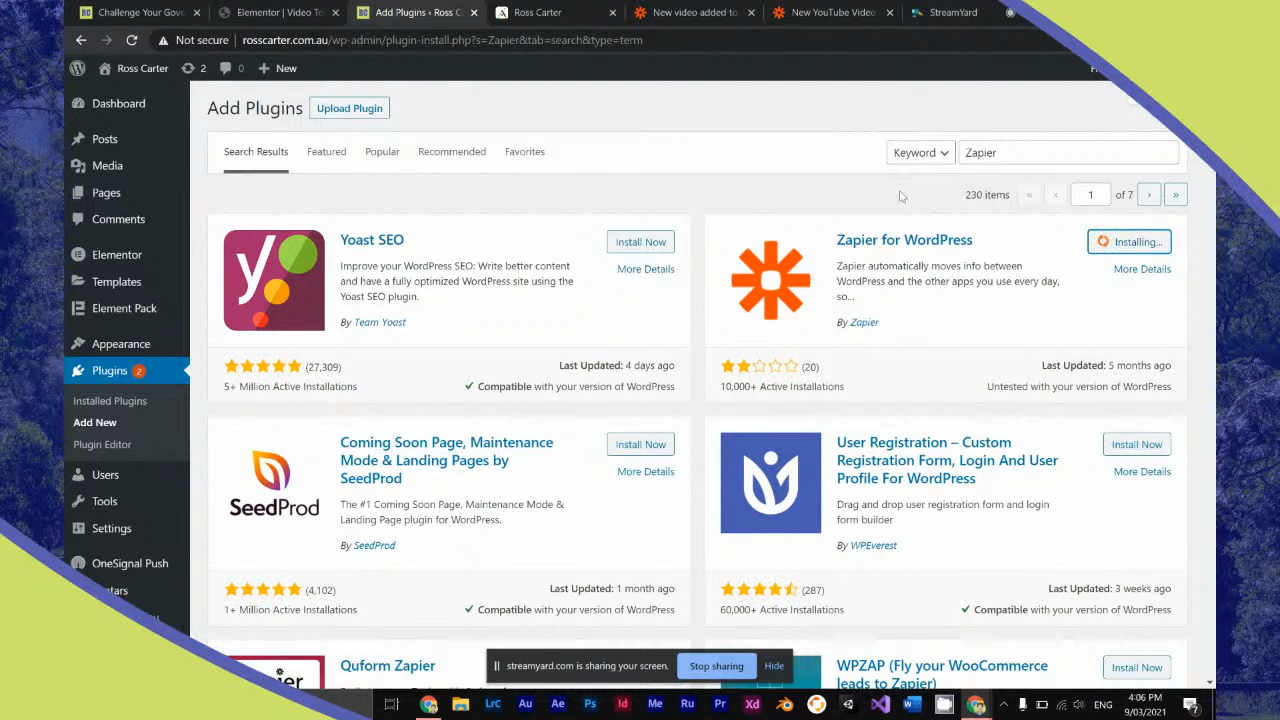 Challenge Your Gove
Elementor | Video Te
Add Plugins ‹ Ross C
Ross Carter
New video added to
New YouTube Video
StreamYard
Not secure
rosscarter.com.au/wp-admin/plugin-install.php?s=Zapier&tab=search&type=term
Ross Carter
2
0
New
H
Dashboard
Posts
Media
Pages
Comments
Elementor
Templates
Element Pack
Appearance
Plugins 2
Installed Plugins
Add New
Plugin Editor
Users
Tools
Settings
OneSignal Push
tars
Add Plugins
Upload Plugin
Search Results
Featured
Popular
Recommended
Favorites
Keyword
Zapier
230 items
«
‹
1
of 7
›
»
Yoast SEO
Install Now
More Details
Improve your WordPress SEO: Write better content
and have a fully optimized WordPress site using the
Yoast SEO plugin.
By Team Yoast
(27,309)
Last Updated: 4 days ago
5+ Million Active Installations
Compatible with your version of WordPress
Zapier for WordPress
Installing...
More Details
Zapier automatically moves info between
WordPress and the other apps you use every day,
so...
By Zapier
(20)
Last Updated: 5 months ago
10,000+ Active Installations
Untested with your version of WordPress
SeedProd
Coming Soon Page, Maintenance
Mode & Landing Pages by
SeedProd
Install Now
More Details
The #1 Coming Soon Page, Maintenance Mode &
Landing Page plugin for WordPress.
By SeedProd
(4,102)
Last Updated: 1 month ago
1+ Million Active Installations
Compatible with your version of WordPress
User Registration – Custom
Registration Form, Login And User
Profile For WordPress
Install Now
More Details
Drag and drop user registration form and login
form builder
By WPEverest
(287)
Last Updated: 3 weeks ago
60,000+ Active Installations
Compatible with your version of WordPress
Quform Zapier
WPZAP (Fly your WooCommerce
leads to Zapier)
Install Now
streamyard.com is sharing your screen.
Stop sharing
Hide
Lrc
Au
Ae
Ps
Id
Me
Ru
Pr
Xd
ENG
4:06 PM
9/03/2021
7